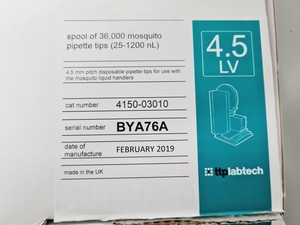 spool of 36,000 mosquito
pipette tips (25-1200 nL)
4.5 mm pitch disposable pipette tips for use with
the mosquito liquid handlers
cat number 4150-03010
serial number BYA76A
date of
manufacture FEBRUARY 2019
made in the UK
4.5
LV
ttplabtech